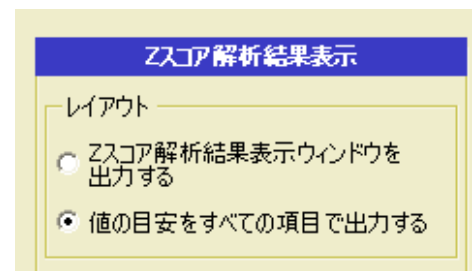 Zスコア解析結果表示
レイアウト
Zスコア解析結果表示ウィンドウを
出力する
値の目安をすべての項目で出力する